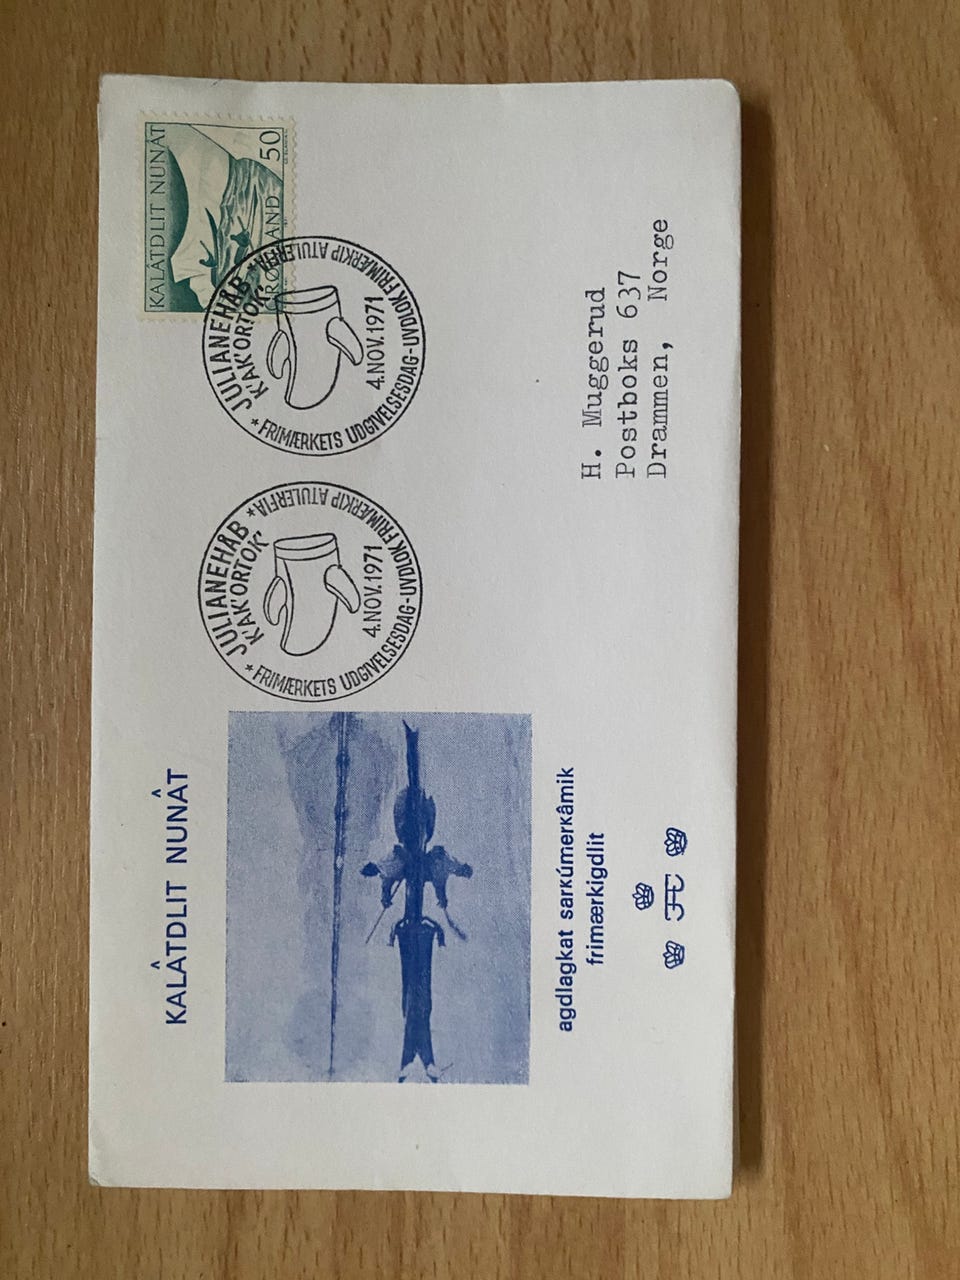 KALÂTDLIT NUNÂT
agdlagkat sarĸúmerĸâmik
frimærkigdlit
JULIANEHÅB
K'AK'ORTOK'
4.NOV.1971
* FRIMÆRKETS UDGIVELSESDAG-UVDLOK FRIMÆRKIP ATULERFIA *
JULIANEHÅB
K'AK'ORTOK'
4.NOV.1971
* FRIMÆRKETS UDGIVELSESDAG-UVDLOK FRIMÆRKIP ATULERFIA *
KALÂTDLIT NUNÂT
50
GRØNLAND
H. Muggerud
Postboks 637
Drammen, Norge